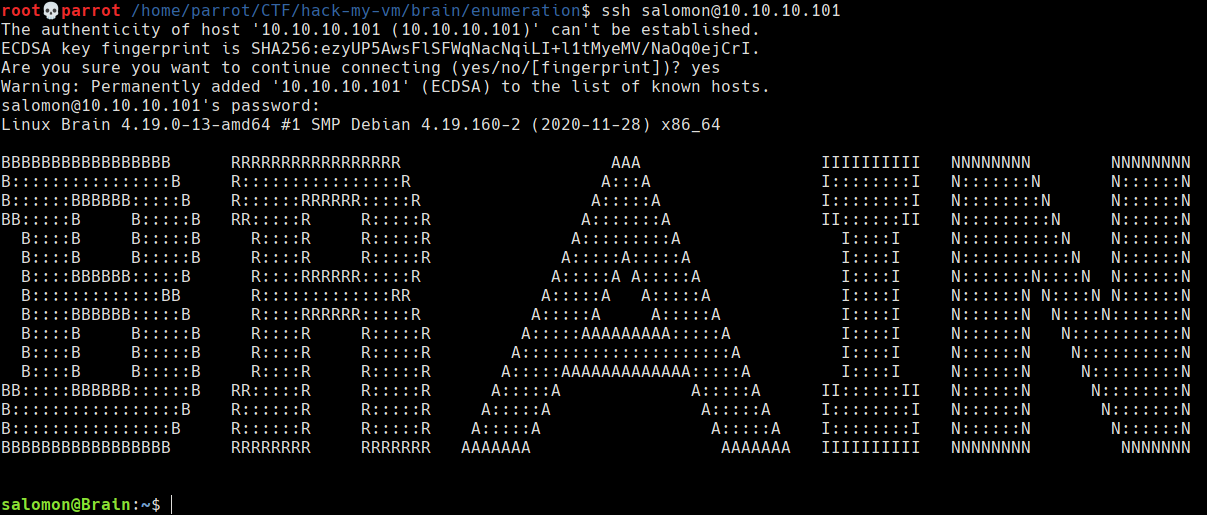 root💀parrot /home/parrot/CTF/hack-my-vm/brain/enumeration$ ssh salomon@10.10.10.101
The authenticity of host '10.10.10.101 (10.10.10.101)' can't be established.
ECDSA key fingerprint is SHA256:ezyUP5AwsFlSFWqNacNqiLI+l1tMyeMV/NaOq0ejCrI.
Are you sure you want to continue connecting (yes/no/[fingerprint])? yes
Warning: Permanently added '10.10.10.101' (ECDSA) to the list of known hosts.
salomon@10.10.10.101's password:
Linux Brain 4.19.0-13-amd64 #1 SMP Debian 4.19.160-2 (2020-11-28) x86_64

BBBBBBBBBBBBBBBBB      RRRRRRRRRRRRRRRRR                     AAA                  IIIIIIIIII   NNNNNNNN        NNNNNNNN
B::::::::::::::::B     R::::::::::::::::R                   A:::A                 I::::::::I   N:::::::N       N::::::N
B::::::BBBBBB:::::B    R::::::RRRRRR:::::R                 A:::::A                I::::::::I   N::::::::N      N::::::N
BB:::::B     B:::::B   RR:::::R     R:::::R               A:::::::A               II::::::II   N:::::::::N     N::::::N
  B::::B     B:::::B     R::::R     R:::::R              A:::::::::A                I::::I     N::::::::::N    N::::::N
  B::::B     B:::::B     R::::R     R:::::R             A:::::A:::::A               I::::I     N:::::::::::N   N::::::N
  B::::BBBBBB:::::B      R::::RRRRRR:::::R             A:::::A A:::::A              I::::I     N:::::::N::::N  N::::::N
  B:::::::::::::BB       R:::::::::::::RR             A:::::A   A:::::A             I::::I     N::::::N N::::N N::::::N
  B::::BBBBBB:::::B      R::::RRRRRR:::::R           A:::::A     A:::::A            I::::I     N::::::N  N::::N:::::::N
  B::::B     B:::::B     R::::R     R:::::R         A:::::AAAAAAAAA:::::A           I::::I     N::::::N   N:::::::::::N
  B::::B     B:::::B     R::::R     R:::::R        A:::::::::::::::::::::A          I::::I     N::::::N    N::::::::::N
  B::::B     B:::::B     R::::R     R:::::R       A:::::AAAAAAAAAAAAA:::::A         I::::I     N::::::N     N:::::::::N
BB:::::BBBBBB::::::B   RR:::::R     R:::::R      A:::::A             A:::::A      II::::::II   N::::::N      N::::::::N
B:::::::::::::::::B    R::::::R     R:::::R     A:::::A               A:::::A     I::::::::I   N::::::N       N:::::::N
B::::::::::::::::B     R::::::R     R:::::R    A:::::A                 A:::::A    I::::::::I   N::::::N        N::::::N
BBBBBBBBBBBBBBBBB      RRRRRRRR     RRRRRRR   AAAAAAA                   AAAAAAA   IIIIIIIIII   NNNNNNNN         NNNNNNN

salomon@Brain:~$